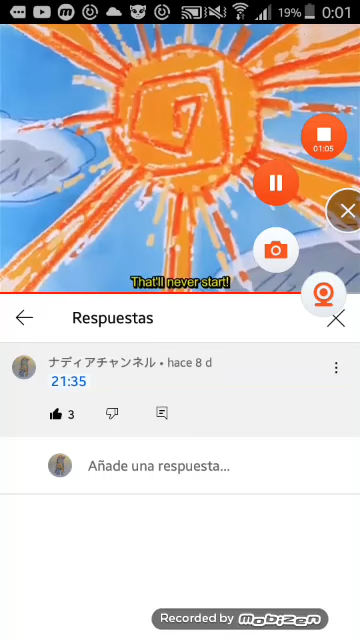 19% 0:01
01:05
That'll never start!
Respuestas
ナディアチャンネル • hace 8 d
21:35
3
Añade una respuesta...
Recorded by MOBIZEN